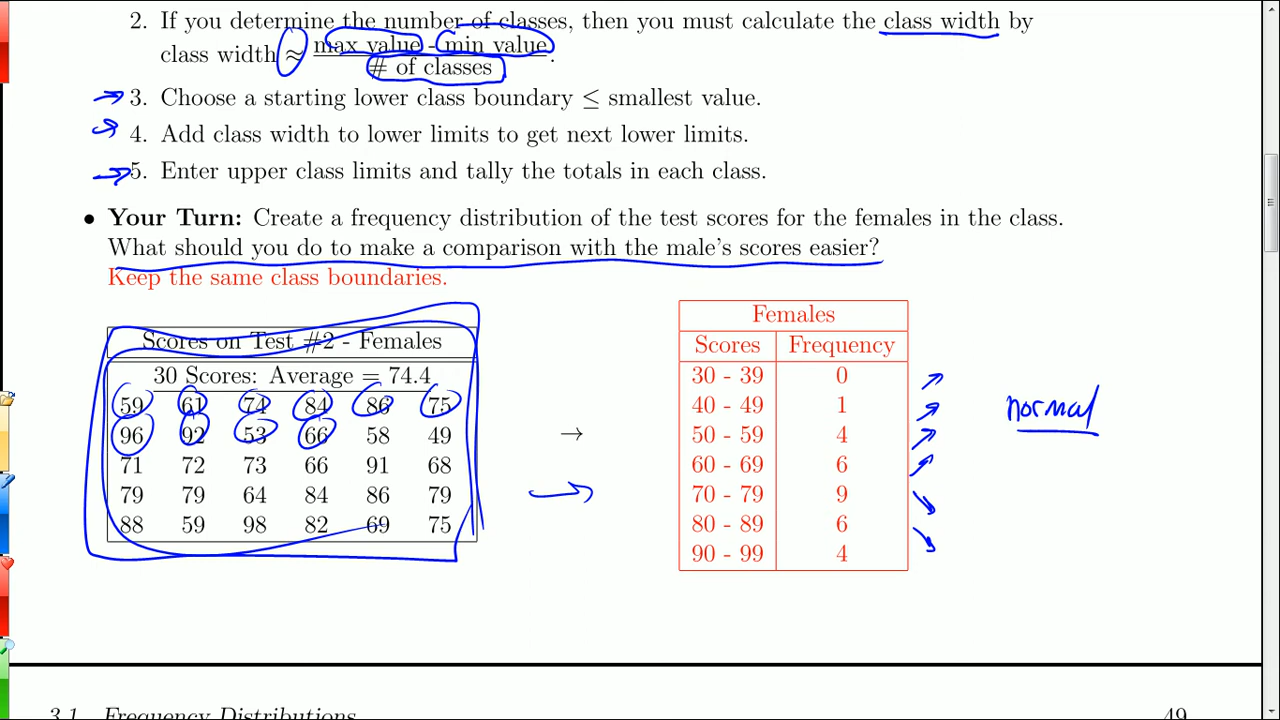 2. If you determine the number of classes, then you must calculate the class width by
class width ≈ max value - min value / # of classes.
3. Choose a starting lower class boundary ≤ smallest value.
4. Add class width to lower limits to get next lower limits.
5. Enter upper class limits and tally the totals in each class.
• Your Turn: Create a frequency distribution of the test scores for the females in the class.
What should you do to make a comparison with the male's scores easier?
Keep the same class boundaries.
Scores on Test #2 - Females
30 Scores: Average = 74.4
59 61 74 84 86 75
96 92 53 66 58 49
71 72 73 66 91 68
79 79 64 84 86 79
88 59 98 82 69 75
→
Females
Scores Frequency
30 - 39 0
40 - 49 1
50 - 59 4
60 - 69 6
70 - 79 9
80 - 89 6
90 - 99 4
normal
3.1 Frequency Distributions 49